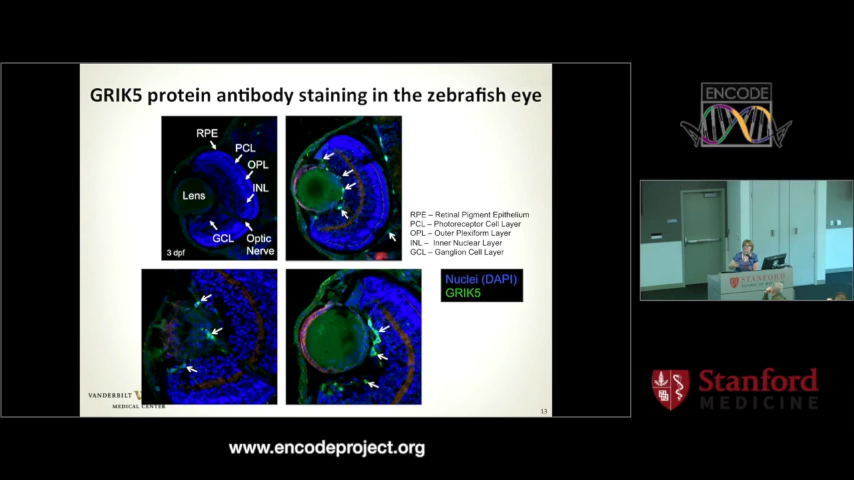 GRIK5 protein antibody staining in the zebrafish eye
RPE
PCL
OPL
INL
Lens
GCL
Optic
Nerve
3 dpf
RPE – Retinal Pigment Epithelium
PCL – Photoreceptor Cell Layer
OPL – Outer Plexiform Layer
INL – Inner Nuclear Layer
GCL – Ganglion Cell Layer
Nuclei (DAPI)
GRIK5
VANDERBILT V
MEDICAL CENTER
13
ENCODE
STANFORD
Stanford
MEDICINE
www.encodeproject.org